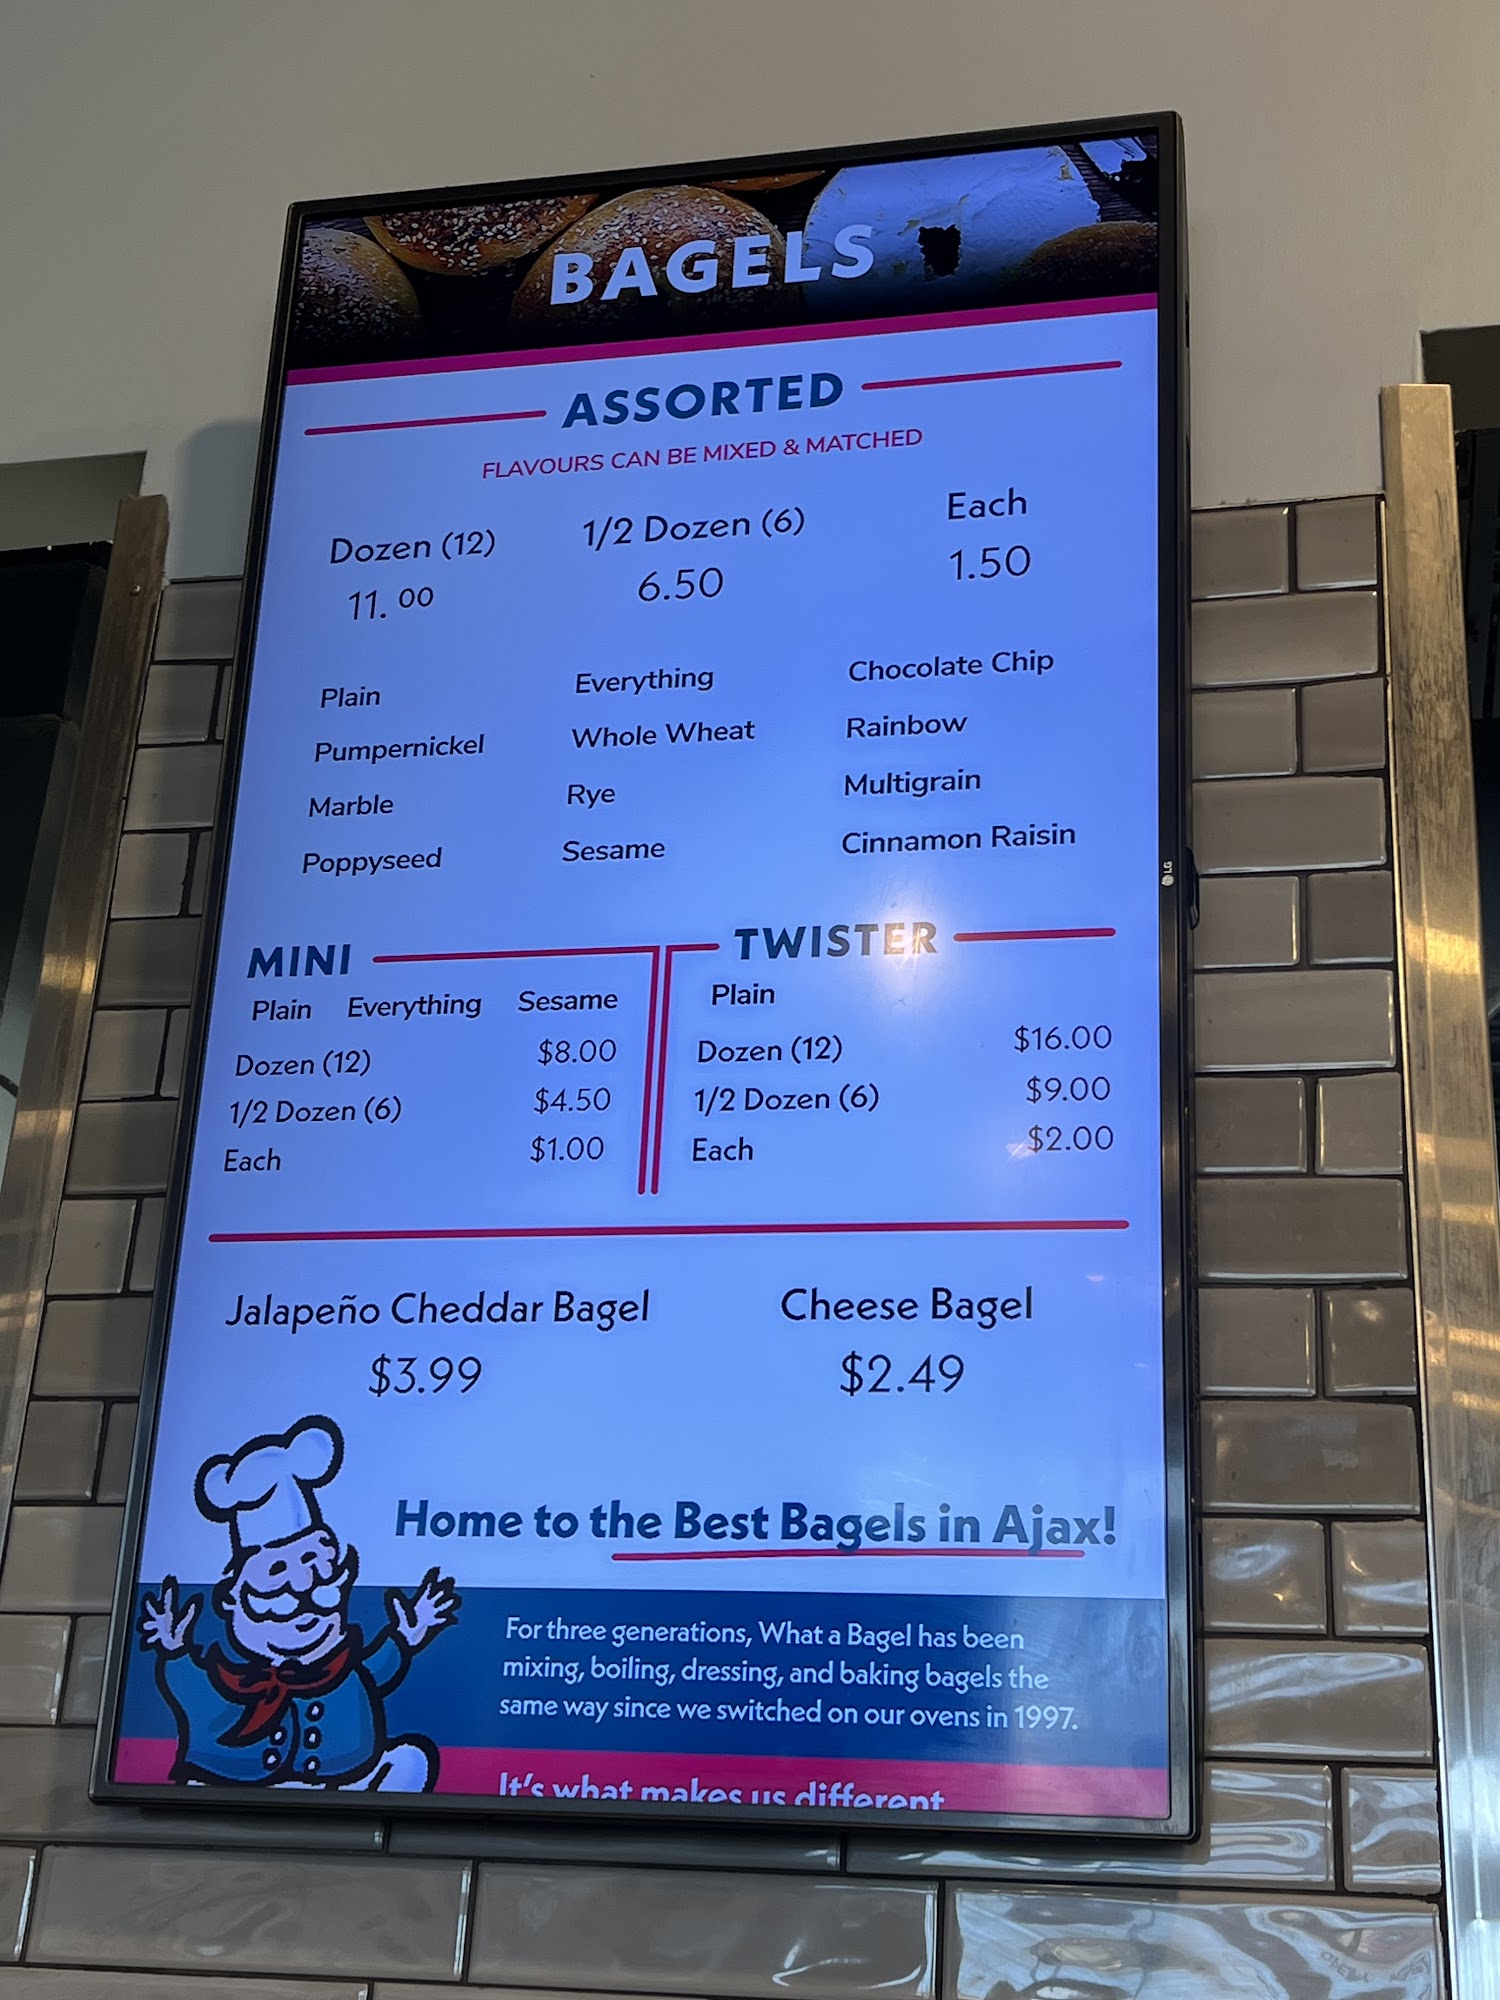 BAGELS
ASSORTED
FLAVOURS CAN BE MIXED & MATCHED
Dozen (12) 1/2 Dozen (6) Each
11.00 6.50 1.50
Plain Everything Chocolate Chip
Pumpernickel Whole Wheat Rainbow
Marble Rye Multigrain
Poppyseed Sesame Cinnamon Raisin
MINI
Plain Everything Sesame
Dozen (12) $8.00
1/2 Dozen (6) $4.50
Each $1.00
TWISTER
Plain
Dozen (12) $16.00
1/2 Dozen (6) $9.00
Each $2.00
Jalapeño Cheddar Bagel Cheese Bagel
$3.99 $2.49
Home to the Best Bagels in Ajax!
For three generations, What a Bagel has been
mixing, boiling, dressing, and baking bagels the
same way since we switched on our ovens in 1997.
It's what makes us different
LG